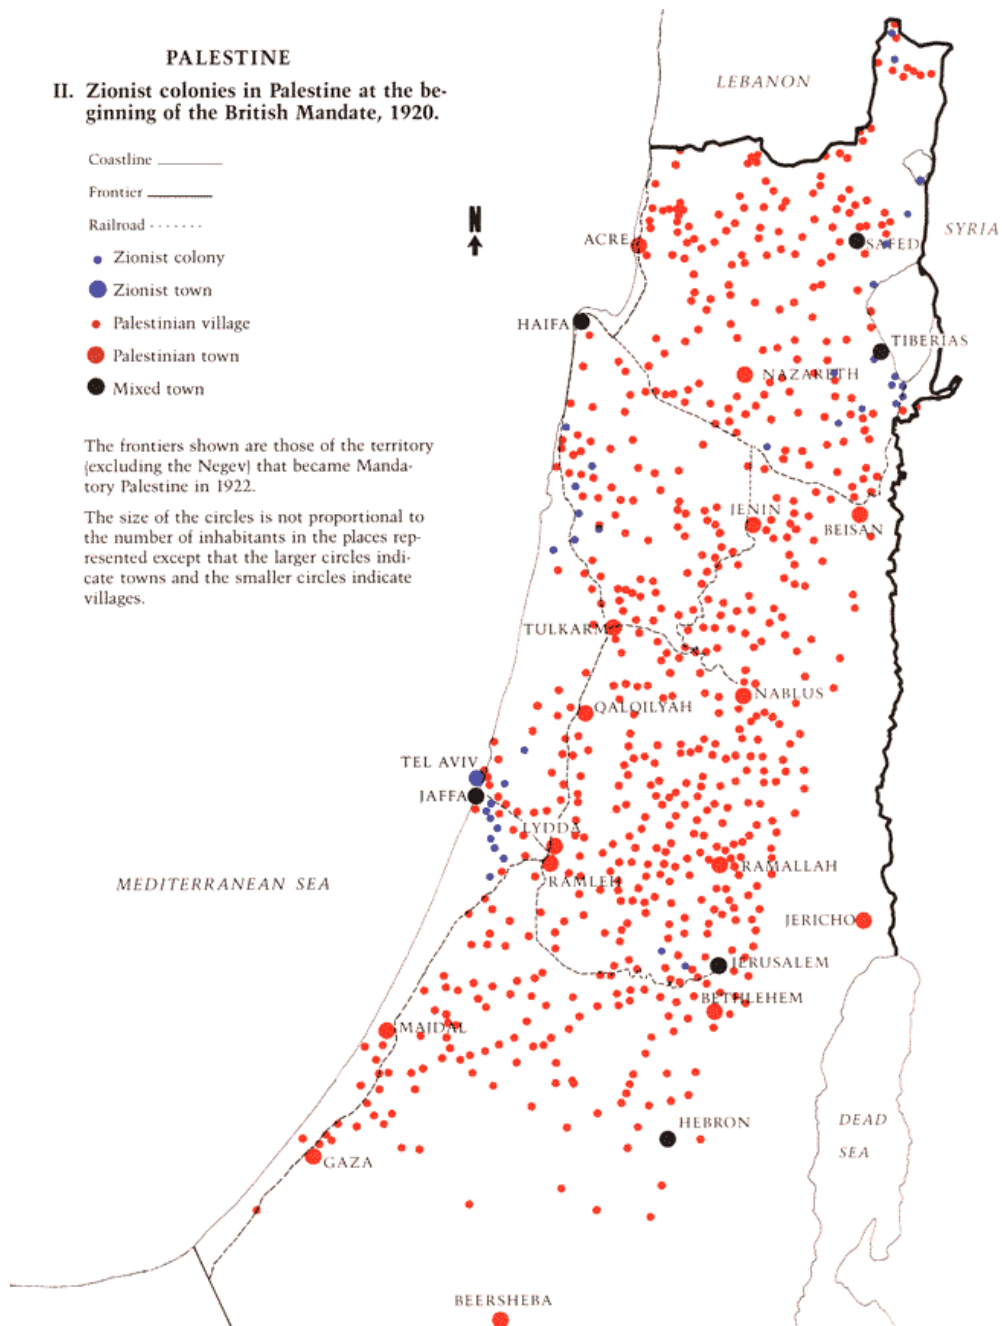 PALESTINE
II. Zionist colonies in Palestine at the be-
ginning of the British Mandate, 1920.
Coastline
Frontier
Railroad
Zionist colony
Zionist town
Palestinian village
Palestinian town
Mixed town
The frontiers shown are those of the territory
(excluding the Negev) that became Manda-
tory Palestine in 1922.
The size of the circles is not proportional to
the number of inhabitants in the places rep-
resented except that the larger circles indi-
cate towns and the smaller circles indicate
villages.
N
LEBANON
SYRIA
ACRE
SAFED
HAIFA
TIBERIAS
NAZARETH
JENIN
BEISAN
TULKARM
NABLUS
QALQILYAH
TEL AVIV
JAFFA
LYDDA
RAMALLAH
RAMLEH
MEDITERRANEAN SEA
JERICHO
JERUSALEM
BETHLEHEM
MAJDAL
HEBRON
DEAD
SEA
GAZA
BEERSHEBA